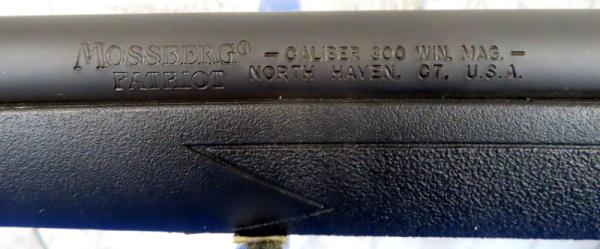 MOSSBERG® — CALIBER 300 WIN. MAG. —
PATRIOT NORTH HAVEN, CT, U.S.A.